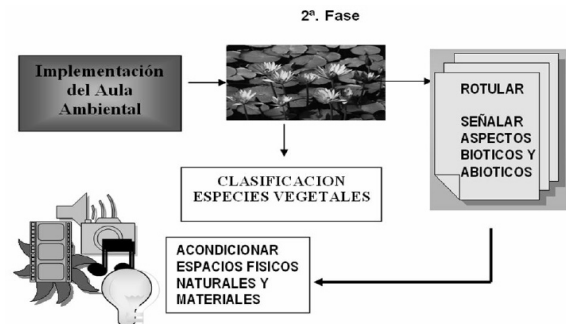 2ª. Fase
Implementación
del Aula
Ambiental
ROTULAR
SEÑALAR
ASPECTOS
BIOTICOS Y
ABIOTICOS
CLASIFICACION
ESPECIES VEGETALES
ACONDICIONAR
ESPACIOS FISICOS
NATURALES Y
MATERIALES